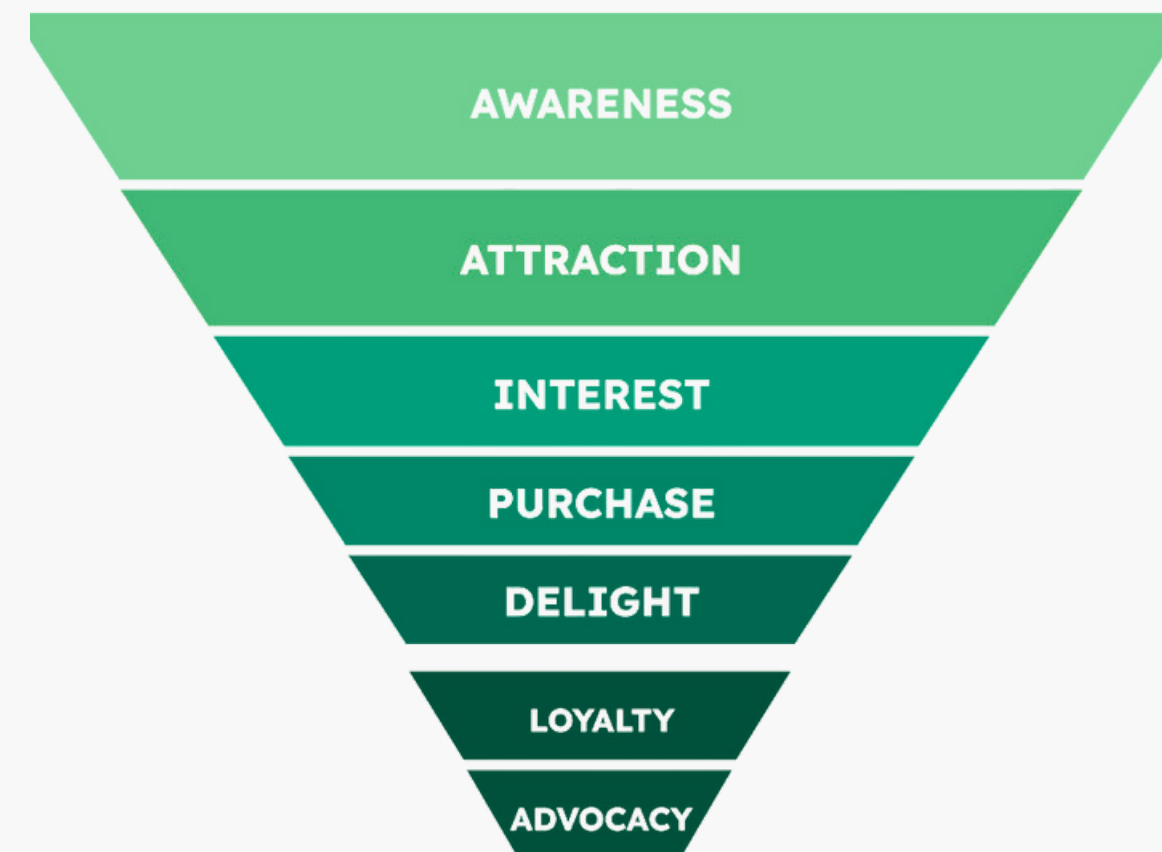 AWARENESS
ATTRACTION
INTEREST
PURCHASE
DELIGHT
LOYALTY
ADVOCACY